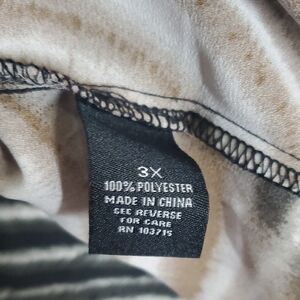 3X
100% POLYESTER
MADE IN CHINA
SEE REVERSE
FOR CARE
RN 103715